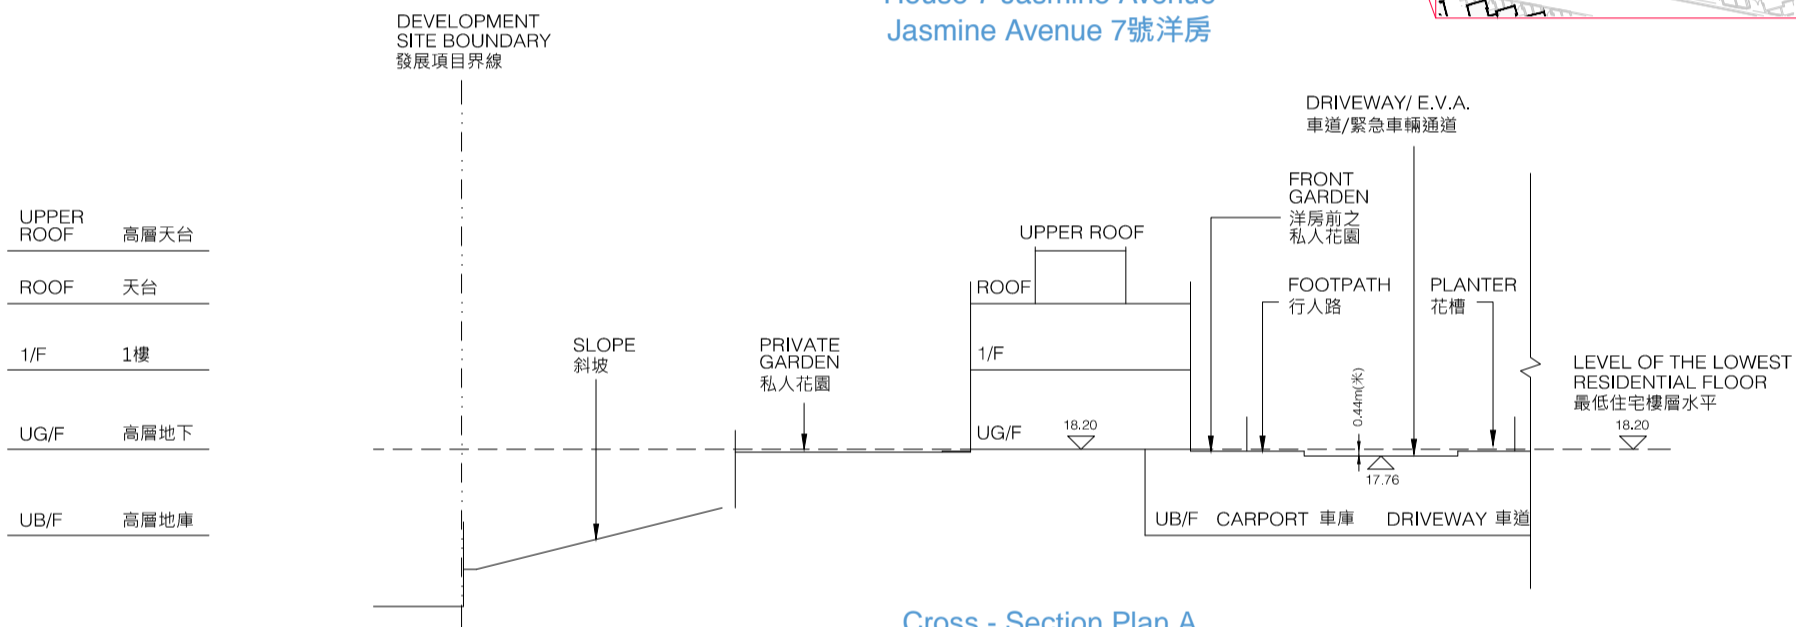 House 7 Jasmine Avenue
Jasmine Avenue 7號洋房
DEVELOPMENT
SITE BOUNDARY
發展項目界線
DRIVEWAY/ E.V.A.
車道/緊急車輛通道
FRONT
GARDEN
洋房前之
私人花園
UPPER
ROOF 高層天台
UPPER ROOF
ROOF 天台
ROOF
FOOTPATH
行人路
PLANTER
花槽
1/F 1樓
SLOPE
斜坡
PRIVATE
GARDEN
私人花園
1/F
0.44m(米)
LEVEL OF THE LOWEST
RESIDENTIAL FLOOR
最低住宅樓層水平
UG/F 高層地下
UG/F
18.20
18.20
17.76
UB/F 高層地庫
UB/F CARPORT 車庫 DRIVEWAY 車道
Cross - Section Plan A